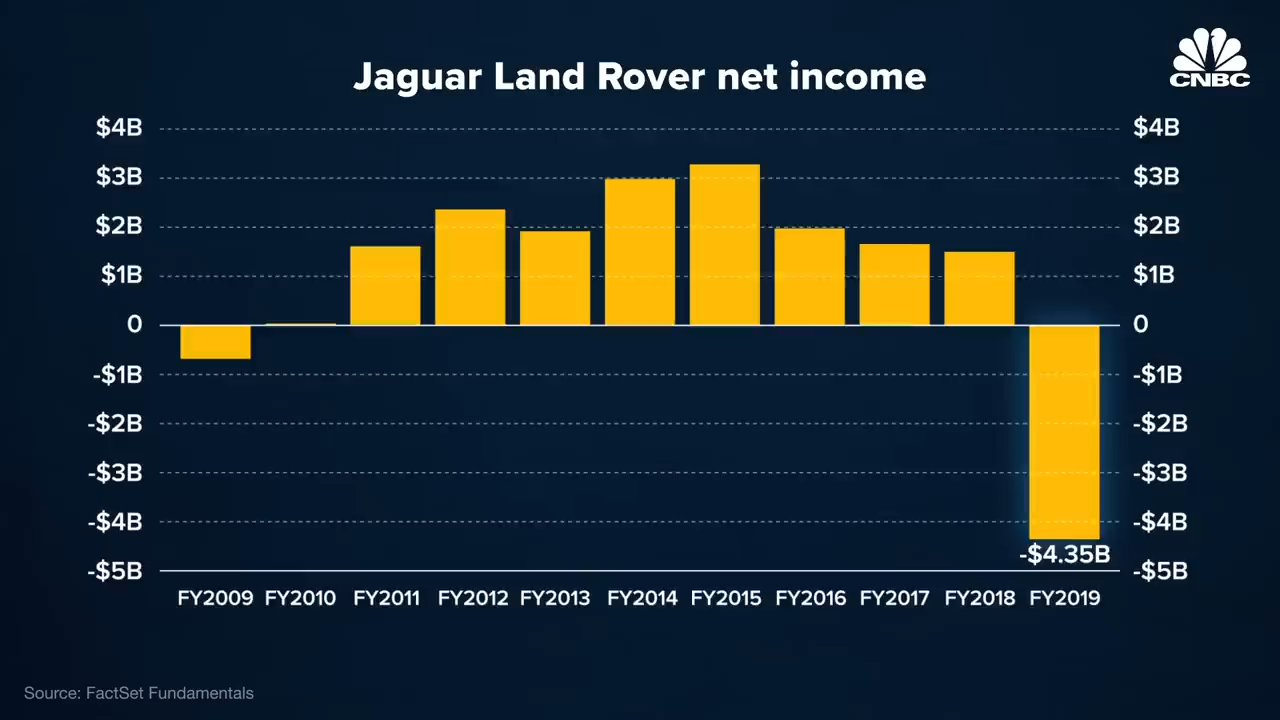 CNBC
Jaguar Land Rover net income
$4B $4B
$3B $3B
$2B $2B
$1B $1B
0 0
-$1B -$1B
-$2B -$2B
-$3B -$3B
-$4B -$4B
-$4.35B
-$5B -$5B
FY2009 FY2010 FY2011 FY2012 FY2013 FY2014 FY2015 FY2016 FY2017 FY2018 FY2019
Source: FactSet Fundamentals